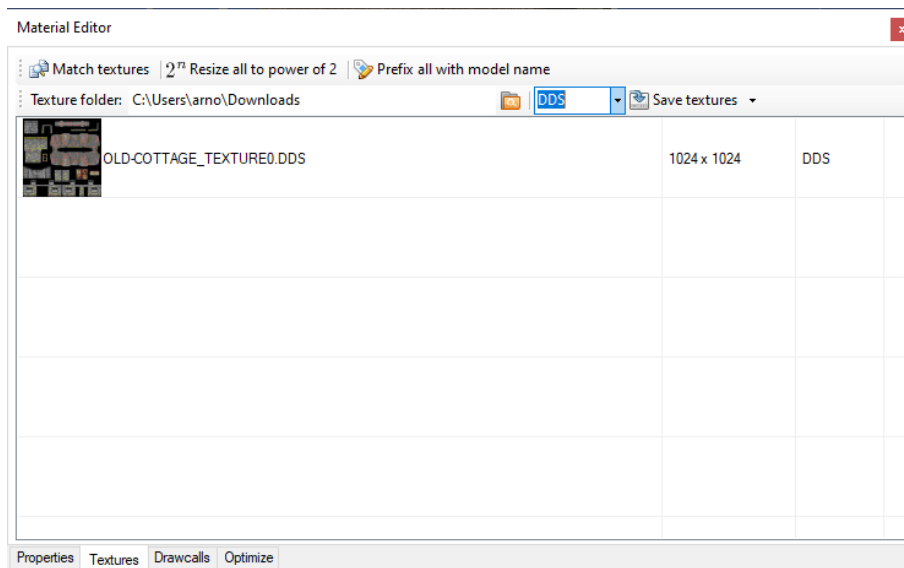 Material Editor
Match textures 2^n Resize all to power of 2 Prefix all with model name
Texture folder: C:\Users\arno\Downloads DDS Save textures
OLD-COTTAGE_TEXTURE0.DDS 1024 x 1024 DDS
Properties Textures Drawcalls Optimize